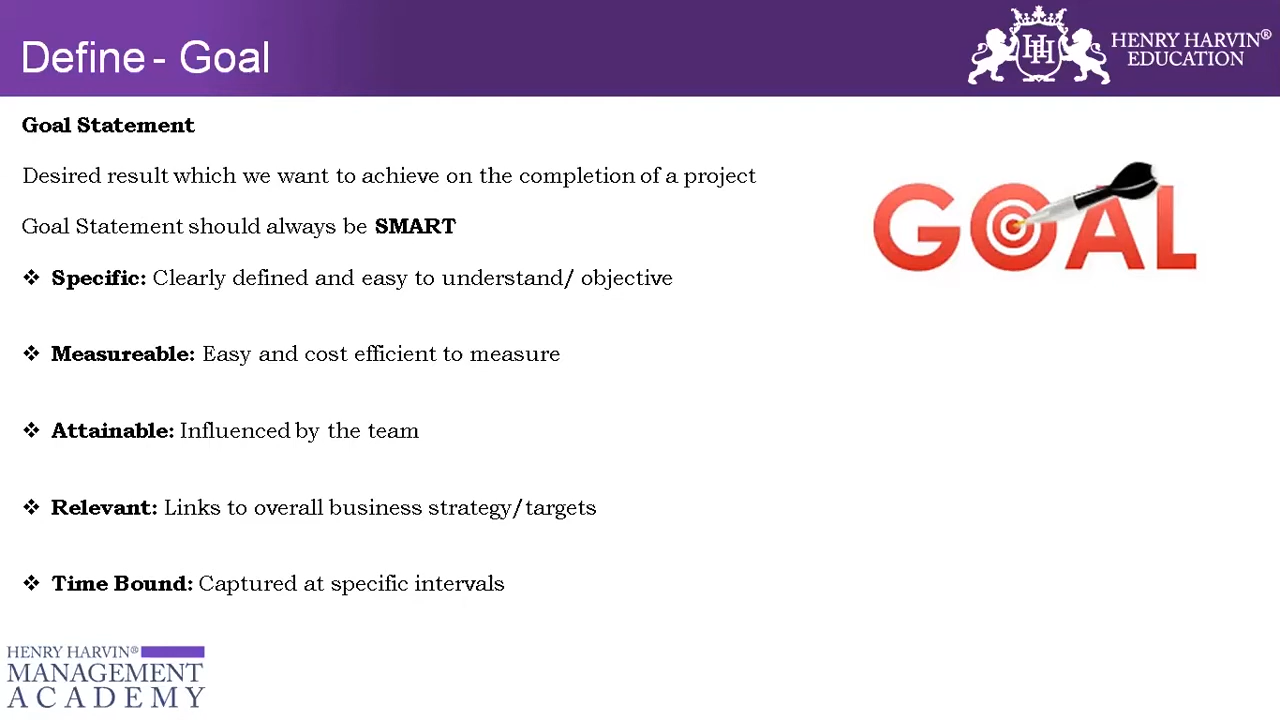 Define - Goal
HENRY HARVIN®
EDUCATION
Goal Statement
Desired result which we want to achieve on the completion of a project
Goal Statement should always be SMART
❖ Specific: Clearly defined and easy to understand/ objective
❖ Measureable: Easy and cost efficient to measure
❖ Attainable: Influenced by the team
❖ Relevant: Links to overall business strategy/targets
❖ Time Bound: Captured at specific intervals
GOAL
HENRY HARVIN®
MANAGEMENT
ACADEMY